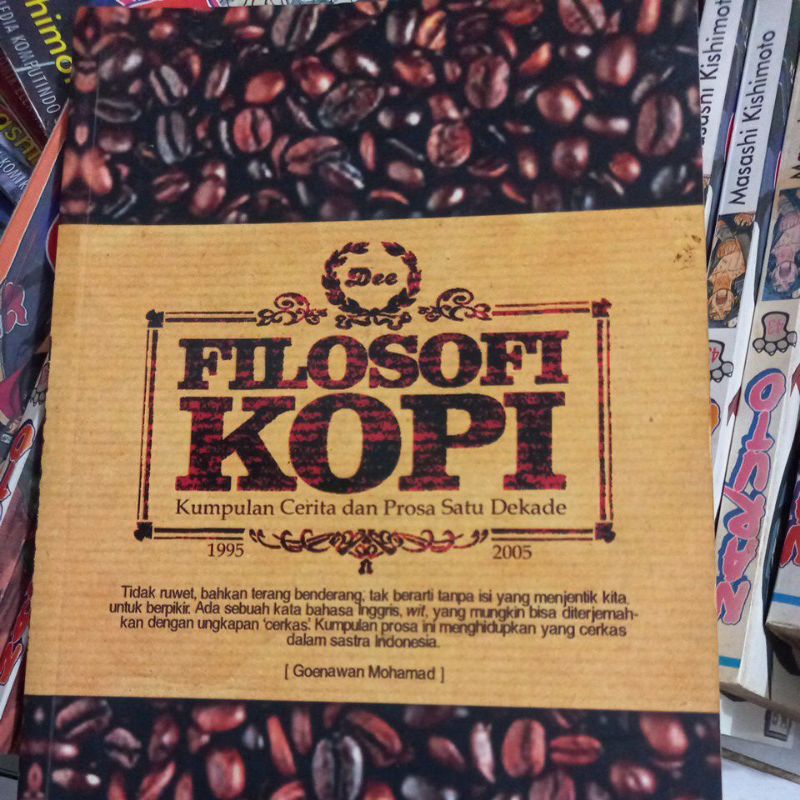 Dee
FILOSOFI
KOPI
Kumpulan Cerita dan Prosa Satu Dekade
1995 2005
Tidak ruwet, bahkan terang benderang, tak berarti tanpa isi yang menjentik kita
untuk berpikir. Ada sebuah kata bahasa Inggris, wit, yang mungkin bisa diterjemah-
kan dengan ungkapan 'cerkas'. Kumpulan prosa ini menghidupkan yang cerkas
dalam sastra Indonesia.
[ Goenawan Mohamad ]
Masashi Kishimoto
Masashi Kishimoto
43